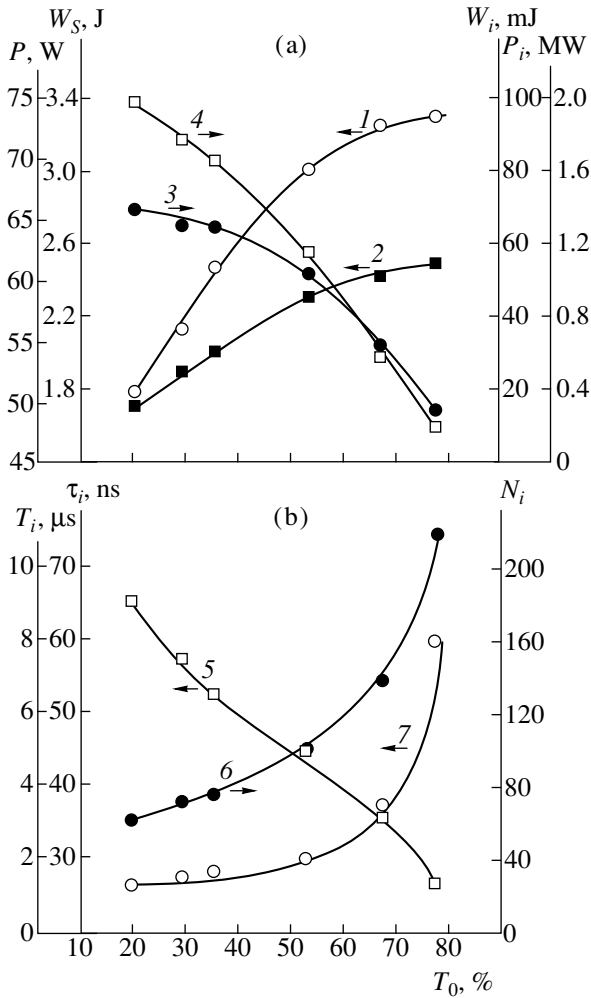 W_S, J W_i, mJ
P, W (a) P_i, MW
75 3.4 4 1 100 2.0
70 3.0 80 1.6
3
65 2.6 2 60 1.2
60 2.2 40 0.8
55
50 1.8 20 0.4
45 0
τ_i, ns N_i
T_i, μs (b)
10 70 200
8 5 160
6 50 7 120
6
4 80
2 30 40
0 10 20 30 40 50 60 70 80 0
T_0, %